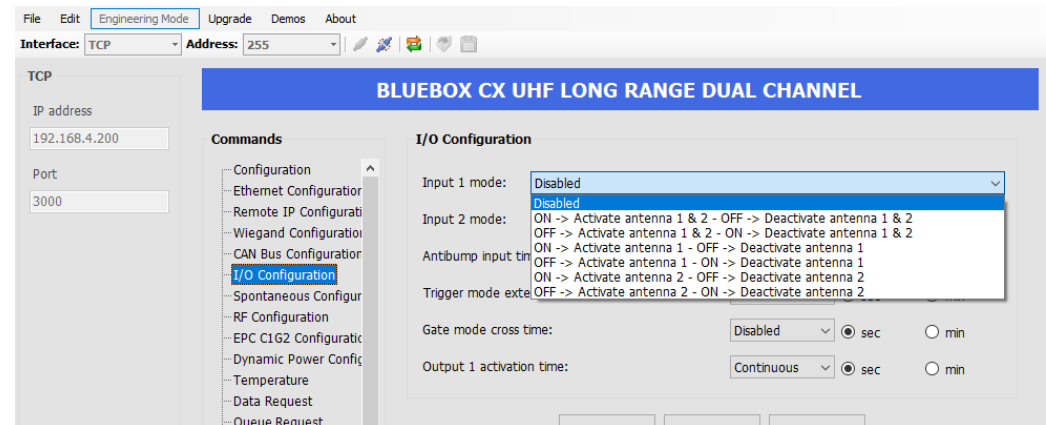 File Edit Engineering Mode Upgrade Demos About
Interface: TCP Address: 255
TCP
IP address
192.168.4.200
Port
3000
BLUEBOX CX UHF LONG RANGE DUAL CHANNEL
Commands
Configuration
Ethernet Configuration
Remote IP Configurati
Wiegand Configuration
CAN Bus Configuration
I/O Configuration
Spontaneous Configur
RF Configuration
EPC C1G2 Configuratic
Dynamic Power Config
Temperature
Data Request
Queue Request
I/O Configuration
Input 1 mode: Disabled
Disabled
ON -> Activate antenna 1 & 2 - OFF -> Deactivate antenna 1 & 2
OFF -> Activate antenna 1 & 2 - ON -> Deactivate antenna 1 & 2
ON -> Activate antenna 1 - OFF -> Deactivate antenna 1
OFF -> Activate antenna 1 - ON -> Deactivate antenna 1
ON -> Activate antenna 2 - OFF -> Deactivate antenna 2
OFF -> Activate antenna 2 - ON -> Deactivate antenna 2
Input 2 mode:
Antibump input tim
Trigger mode exte
Gate mode cross time: Disabled sec min
Output 1 activation time: Continuous sec min